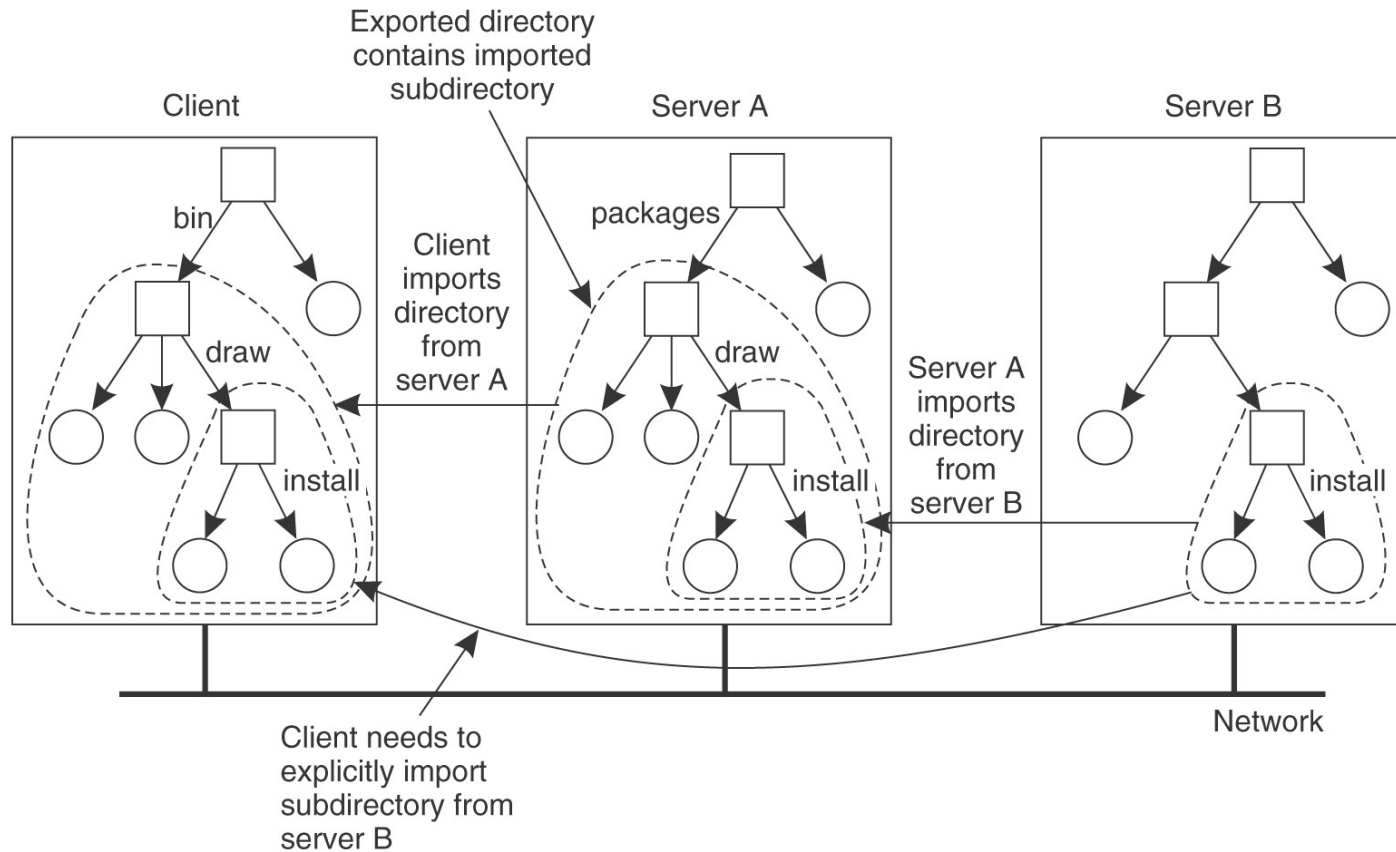 Exported directory
contains imported
subdirectory
Client
Server A
Server B
bin
packages
Client
imports
directory
from
server A
draw
draw
Server A
imports
directory
from
server B
install
install
install
Network
Client needs to
explicitly import
subdirectory from
server B